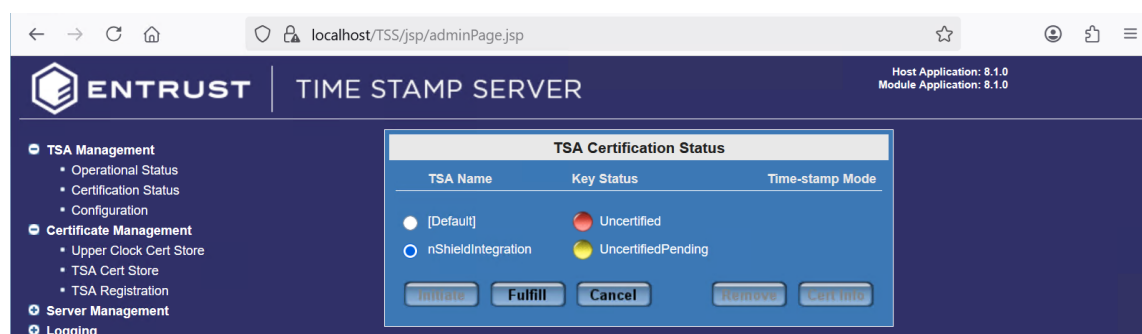 localhost/TSS/jsp/adminPage.jsp
ENTRUST
TIME STAMP SERVER
Host Application: 8.1.0
Module Application: 8.1.0
TSA Management
Operational Status
Certification Status
Configuration
Certificate Management
Upper Clock Cert Store
TSA Cert Store
TSA Registration
Server Management
Logging
TSA Certification Status
TSA Name Key Status Time-stamp Mode
[Default] Uncertified
nShieldIntegration UncertifiedPending
Initiate Fulfill Cancel Remove Cert Info